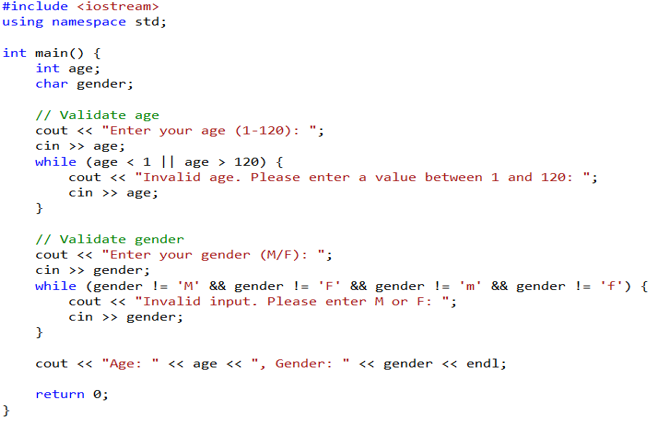 #include <iostream>
using namespace std;

int main() {
    int age;
    char gender;

    // Validate age
    cout << "Enter your age (1-120): ";
    cin >> age;
    while (age < 1 || age > 120) {
        cout << "Invalid age. Please enter a value between 1 and 120: ";
        cin >> age;
    }

    // Validate gender
    cout << "Enter your gender (M/F): ";
    cin >> gender;
    while (gender != 'M' && gender != 'F' && gender != 'm' && gender != 'f') {
        cout << "Invalid input. Please enter M or F: ";
        cin >> gender;
    }

    cout << "Age: " << age << ", Gender: " << gender << endl;

    return 0;
}